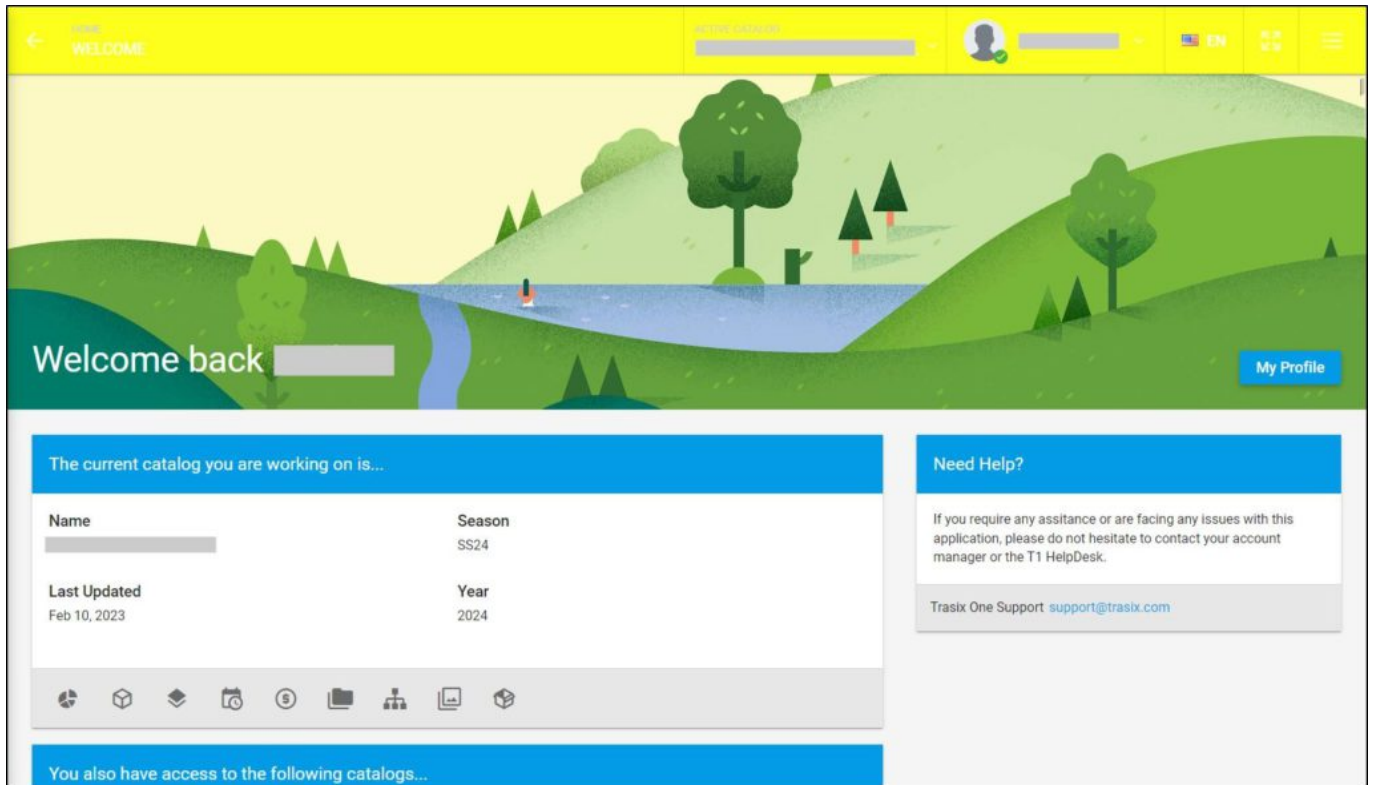 HOME
WELCOME
ACTIVE CATALOG
EN
Welcome back
My Profile
The current catalog you are working on is...
Name
Season
SS24
Last Updated
Feb 10, 2023
Year
2024
Need Help?
If you require any assitance or are facing any issues with this
application, please do not hesitate to contact your account
manager or the T1 HelpDesk.
Trasix One Support support@trasix.com
You also have access to the following catalogs...